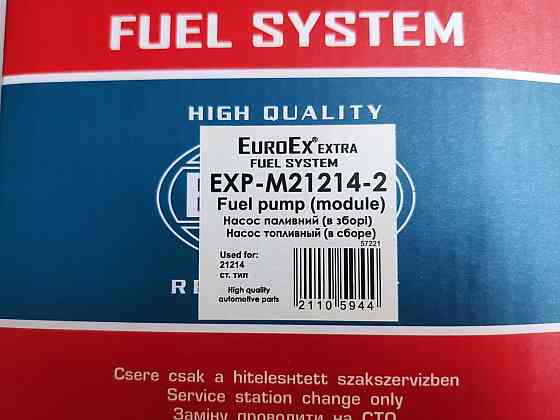 FUEL SYSTEM
HIGH QUALITY
EUROEX® EXTRA
FUEL SYSTEM
EXP-M21214-2
Fuel pump (module)
Насос паливний (в зборі)
Насос топливный (в сборе)
57221
Used for:
21214
ст. тип
High quality
automotive parts
21105944
Csere csak a hitelesített szakszervizben
Service station change only
Заміну проводити на СТО